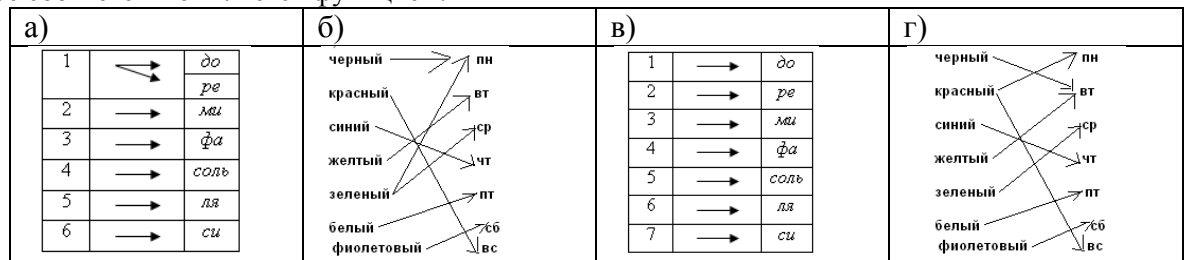 а) б) в) г)
1 до
ре
2 ми
3 фа
4 соль
5 ля
6 си
черный пн
красный вт
синий ср
желтый чт
зеленый пт
белый сб
фиолетовый вс
1 до
2 ре
3 ми
4 фа
5 соль
6 ля
7 си
черный пн
красный вт
синий ср
желтый чт
зеленый пт
белый сб
фиолетовый вс